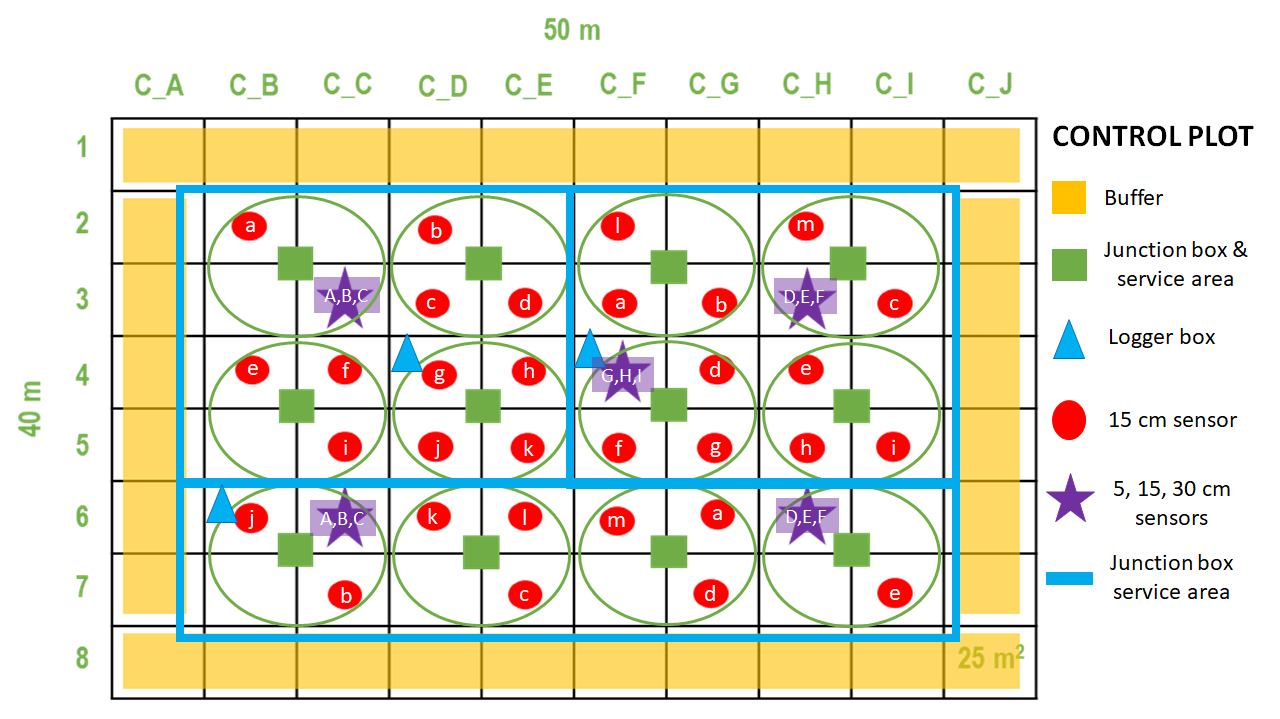 50 m
C_A C_B C_C C_D C_E C_F C_G C_H C_I C_J
40 m
1
2
3
4
5
6
7
8
a b l m
A,B,C c d a b D,E,F c
e f g h G,H,I d e
i j k f g h i
j A,B,C k l m a D,E,F
b c d e
25 m²
CONTROL PLOT
Buffer
Junction box &
service area
Logger box
15 cm sensor
5, 15, 30 cm
sensors
Junction box
service area